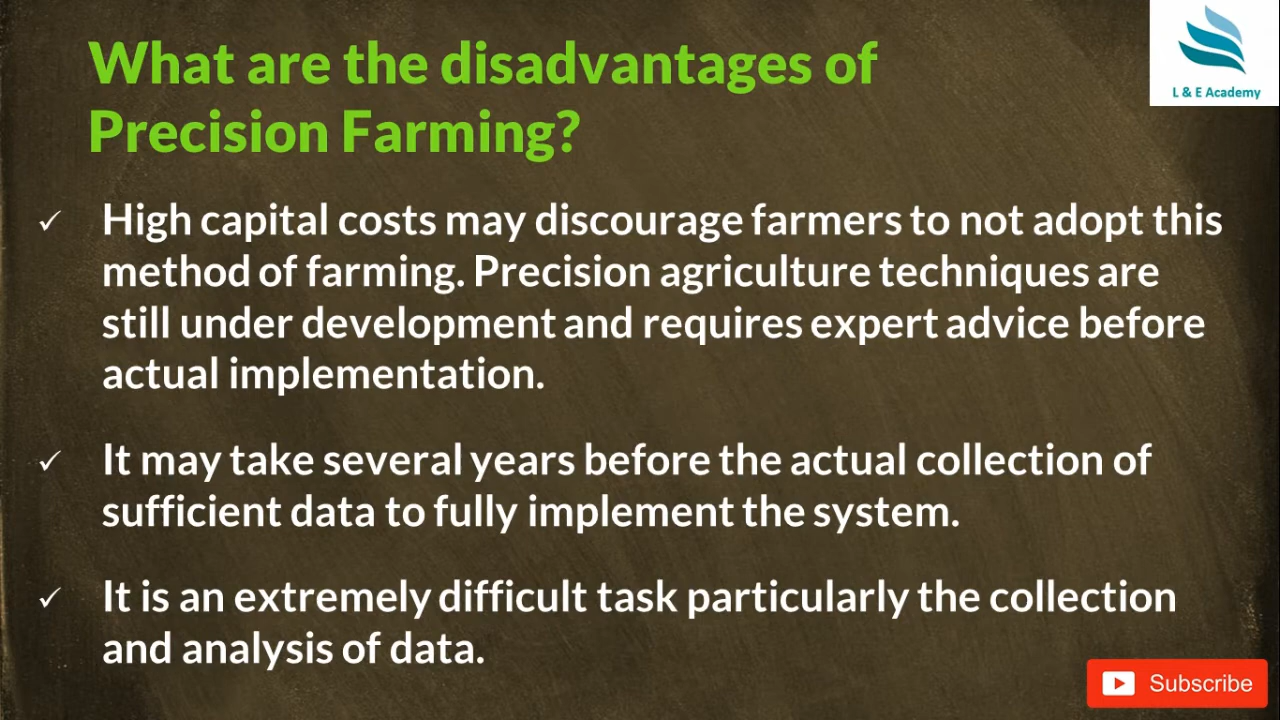 What are the disadvantages of
Precision Farming?
L & E Academy
✓ High capital costs may discourage farmers to not adopt this
method of farming. Precision agriculture techniques are
still under development and requires expert advice before
actual implementation.
✓ It may take several years before the actual collection of
sufficient data to fully implement the system.
✓ It is an extremely difficult task particularly the collection
and analysis of data.
Subscribe